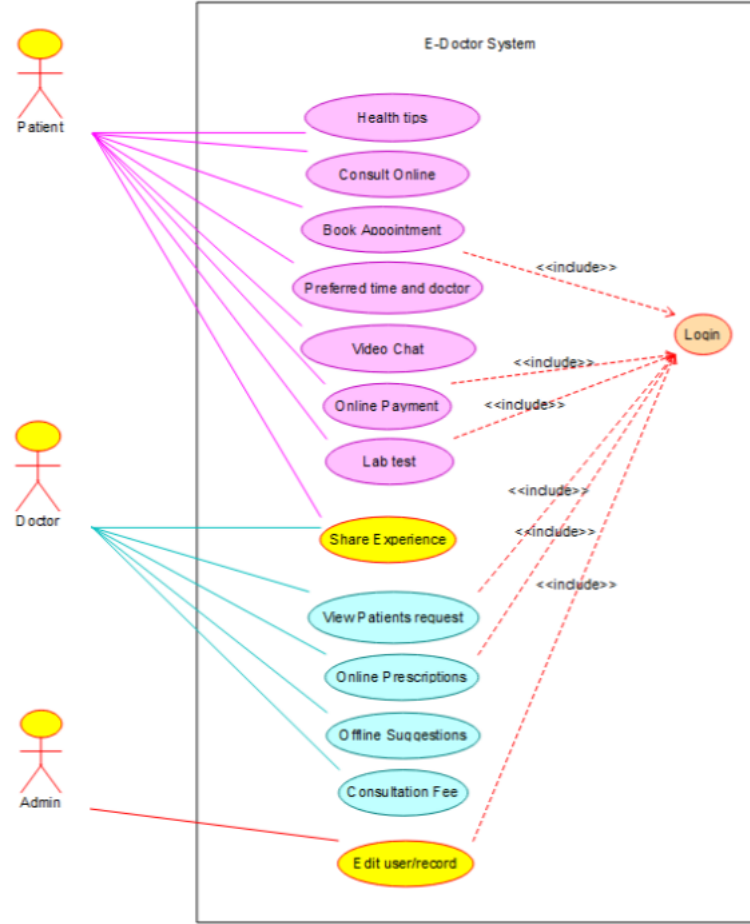 E-Doctor System
Patient
Health tips
Consult Online
Book Appointment
<<include>>
Preferred time and doctor
Login
Video Chat
<<include>>
Online Payment
<<include>>
Lab test
Doctor
<<include>>
Share Experience
<<include>>
<<include>>
View Patients request
Online Prescriptions
Offline Suggestions
Consultation Fee
Admin
Edit user/record